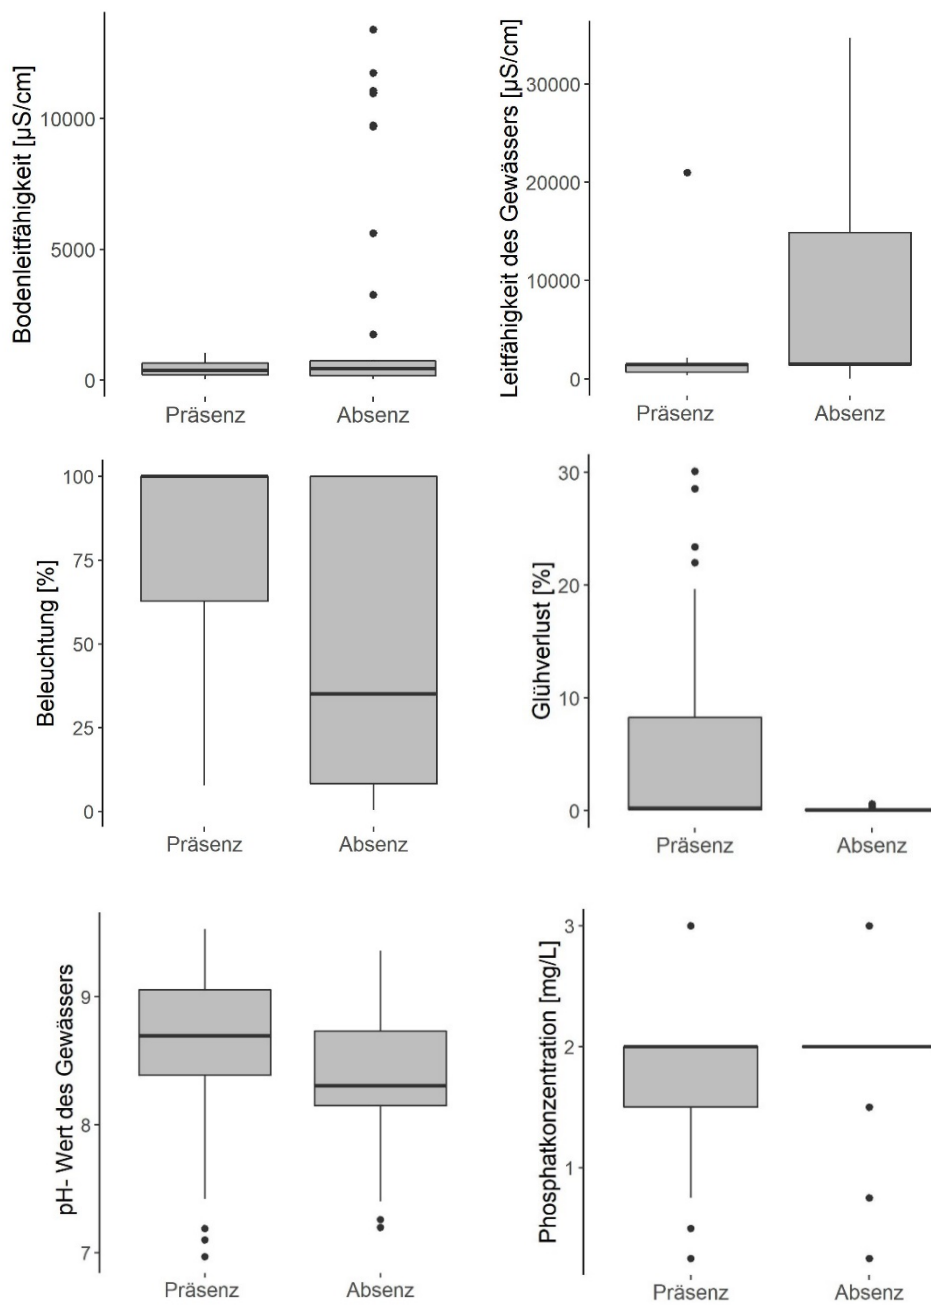 Bodenleitfähigkeit [µS/cm]
10000
5000
0
Präsenz
Absenz
Leitfähigkeit des Gewässers [µS/cm]
30000
20000
10000
0
Präsenz
Absenz
Beleuchtung [%]
100
75
50
25
0
Präsenz
Absenz
Glühverlust [%]
30
20
10
0
Präsenz
Absenz
pH- Wert des Gewässers
9
8
7
Präsenz
Absenz
Phosphatkonzentration [mg/L]
3
2
1
Präsenz
Absenz